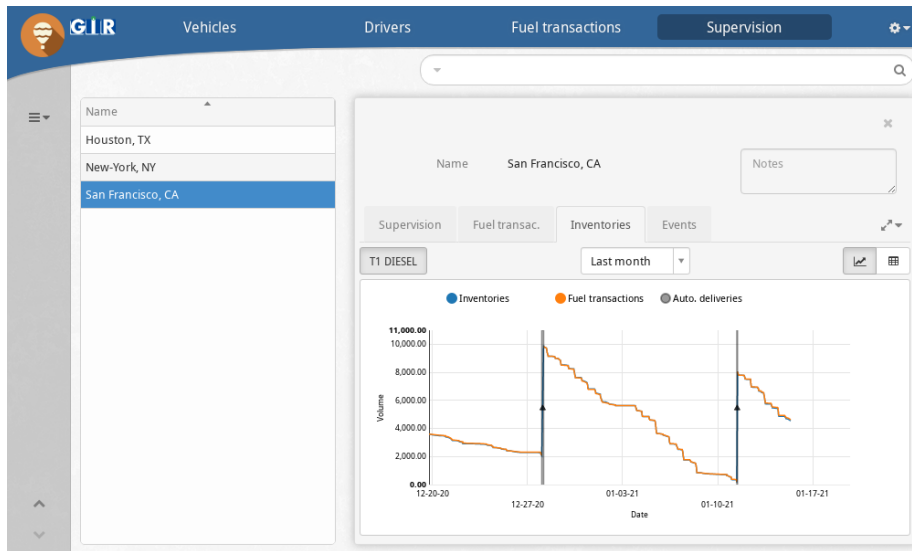 GIR
Vehicles
Drivers
Fuel transactions
Supervision
Name
Houston, TX
New-York, NY
San Francisco, CA
Name
San Francisco, CA
Notes
Supervision
Fuel transac.
Inventories
Events
T1 DIESEL
Last month
Inventories
Fuel transactions
Auto. deliveries
11,000.00
10,000.00
8,000.00
6,000.00
4,000.00
2,000.00
0.00
Volume
12-20-20
12-27-20
01-03-21
01-10-21
01-17-21
Date